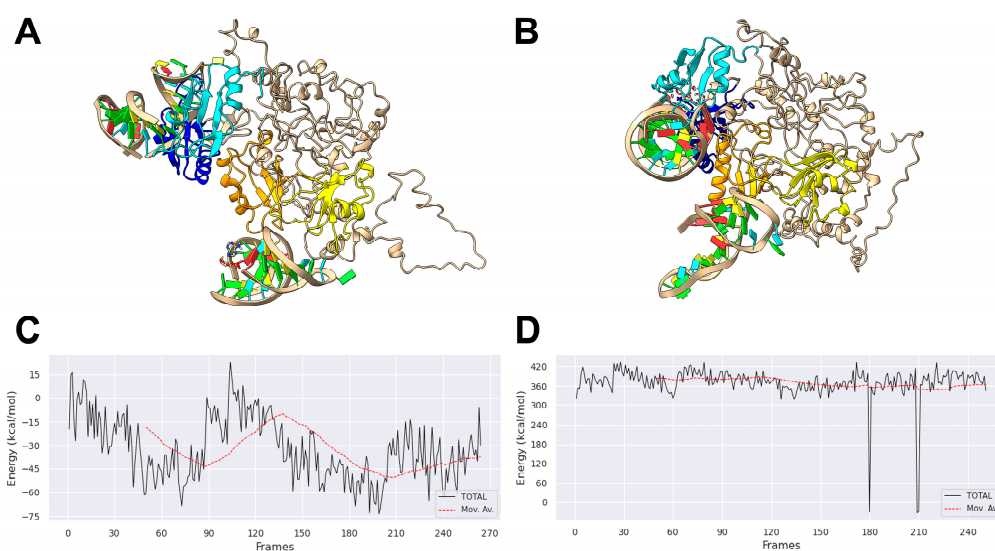 A
B
C
D
Energy (kcal/mol)
15
0
−15
−30
−45
−60
−75
0
30
60
90
120
150
180
210
240
270
Frames
TOTAL
Mov. Av.
Energy (kcal/mol)
420
360
300
240
180
120
60
0
0
30
60
90
120
150
180
210
240
Frames
TOTAL
Mov. Av